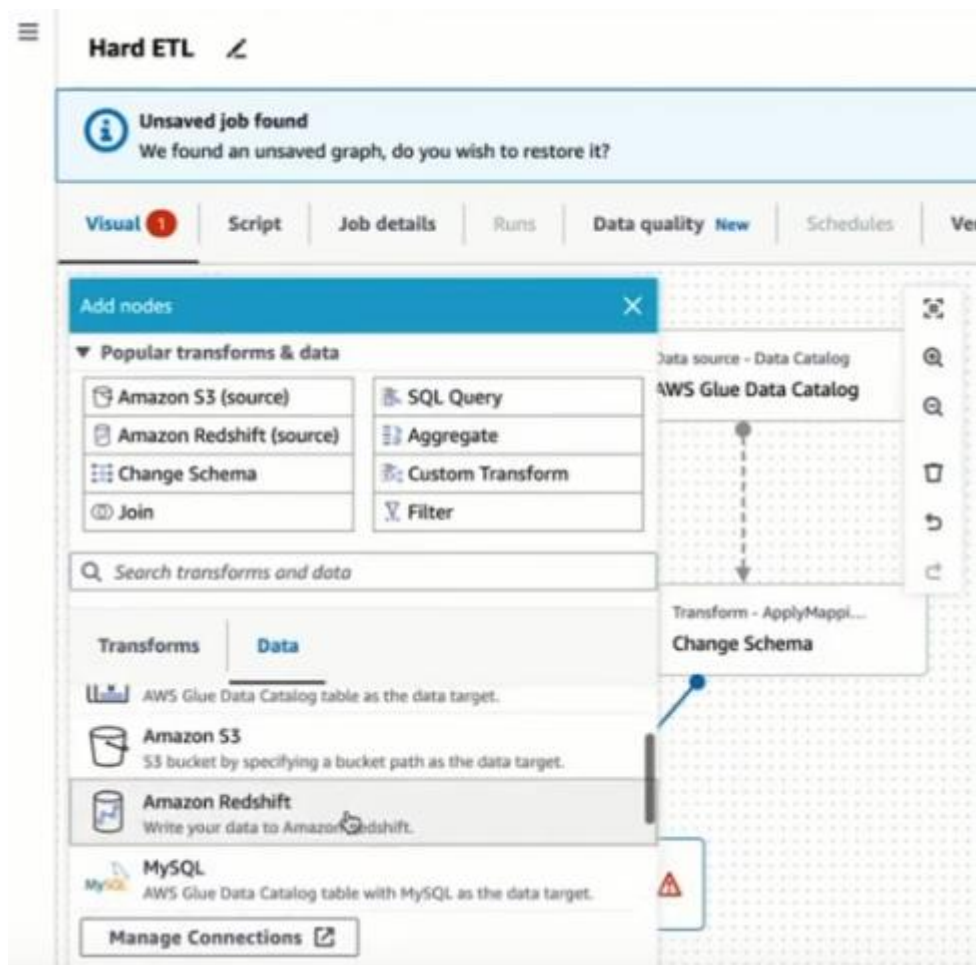 Hard ETL
Unsaved job found
We found an unsaved graph, do you wish to restore it?
Visual 1
Script
Job details
Runs
Data quality New
Schedules
Ve
Add nodes
Popular transforms & data
Amazon S3 (source)
SQL Query
Amazon Redshift (source)
Aggregate
Change Schema
Custom Transform
Join
Filter
Search transforms and data
Transforms
Data
AWS Glue Data Catalog table as the data target.
Amazon S3
S3 bucket by specifying a bucket path as the data target.
Amazon Redshift
Write your data to Amazon Redshift.
MySQL
MySQL
AWS Glue Data Catalog table with MySQL as the data target.
Manage Connections
Data source - Data Catalog
AWS Glue Data Catalog
Transform - ApplyMappi...
Change Schema